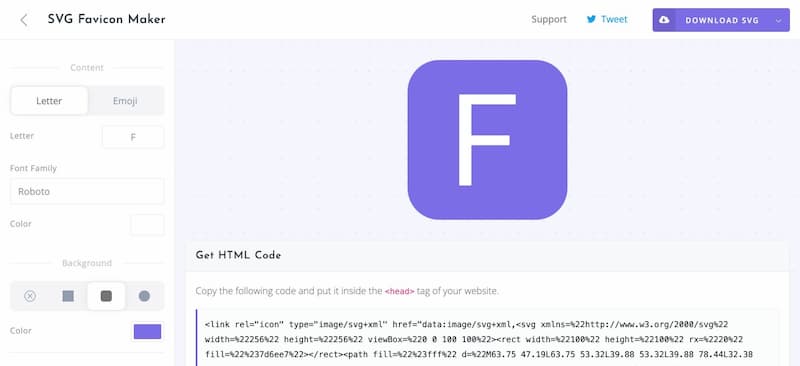 SVG Favicon Maker
Support
Tweet
DOWNLOAD SVG
Content
Letter
Emoji
Letter
F
Font Family
Roboto
Color
Background
Color
F
Get HTML Code
Copy the following code and put it inside the <head> tag of your website.
<link rel="icon" type="image/svg+xml" href="data:image/svg+xml,<svg xmlns=%22http://www.w3.org/2000/svg%22
width=%22256%22 height=%22256%22 viewBox=%220 0 100 100%22><rect width=%22100%22 height=%22100%22 rx=%2220%22
fill=%22%237d6ee7%22></rect><path fill=%22%23fff%22 d=%22M63.75 47.19L63.75 53.32L39.88 53.32L39.88 78.44L32.38